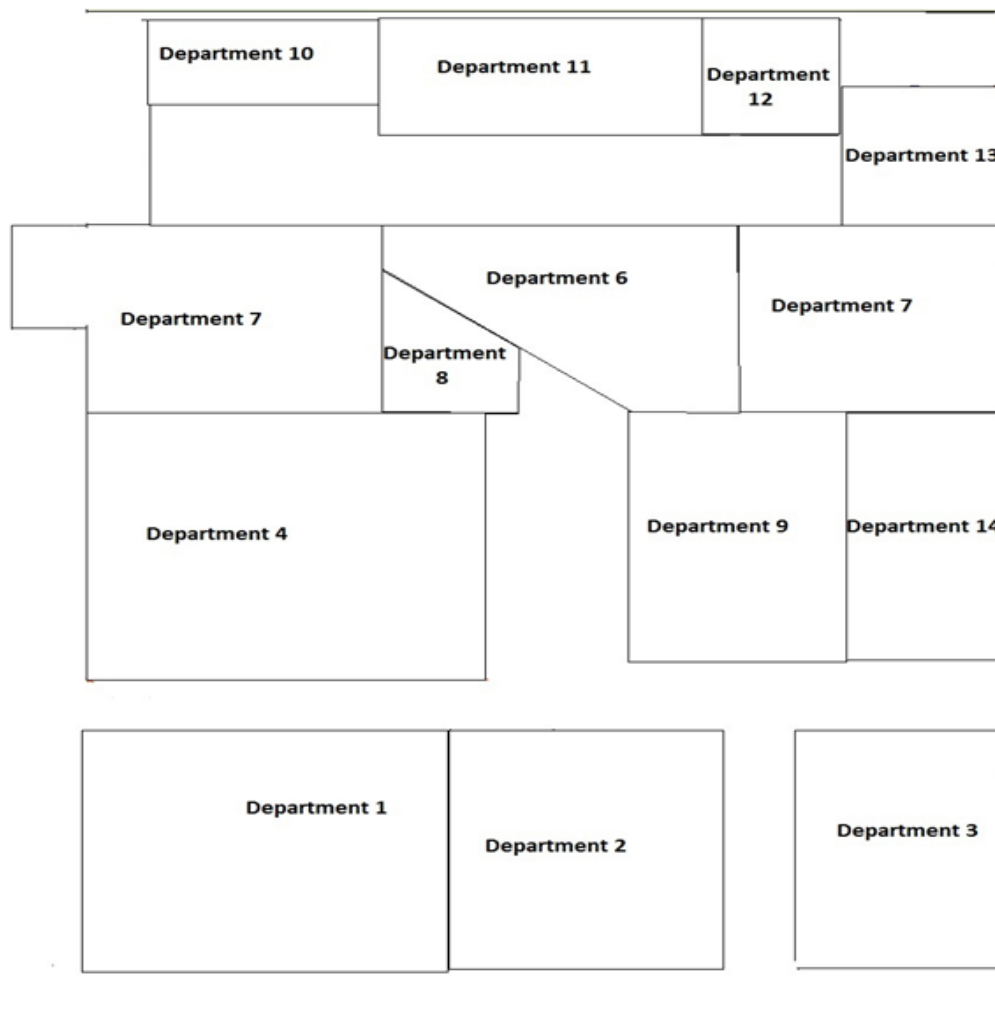 Department 10
Department 11
Department
12
Department 13
Department 6
Department 7
Department 7
Department
8
Department 4
Department 9
Department 14
Department 1
Department 2
Department 3